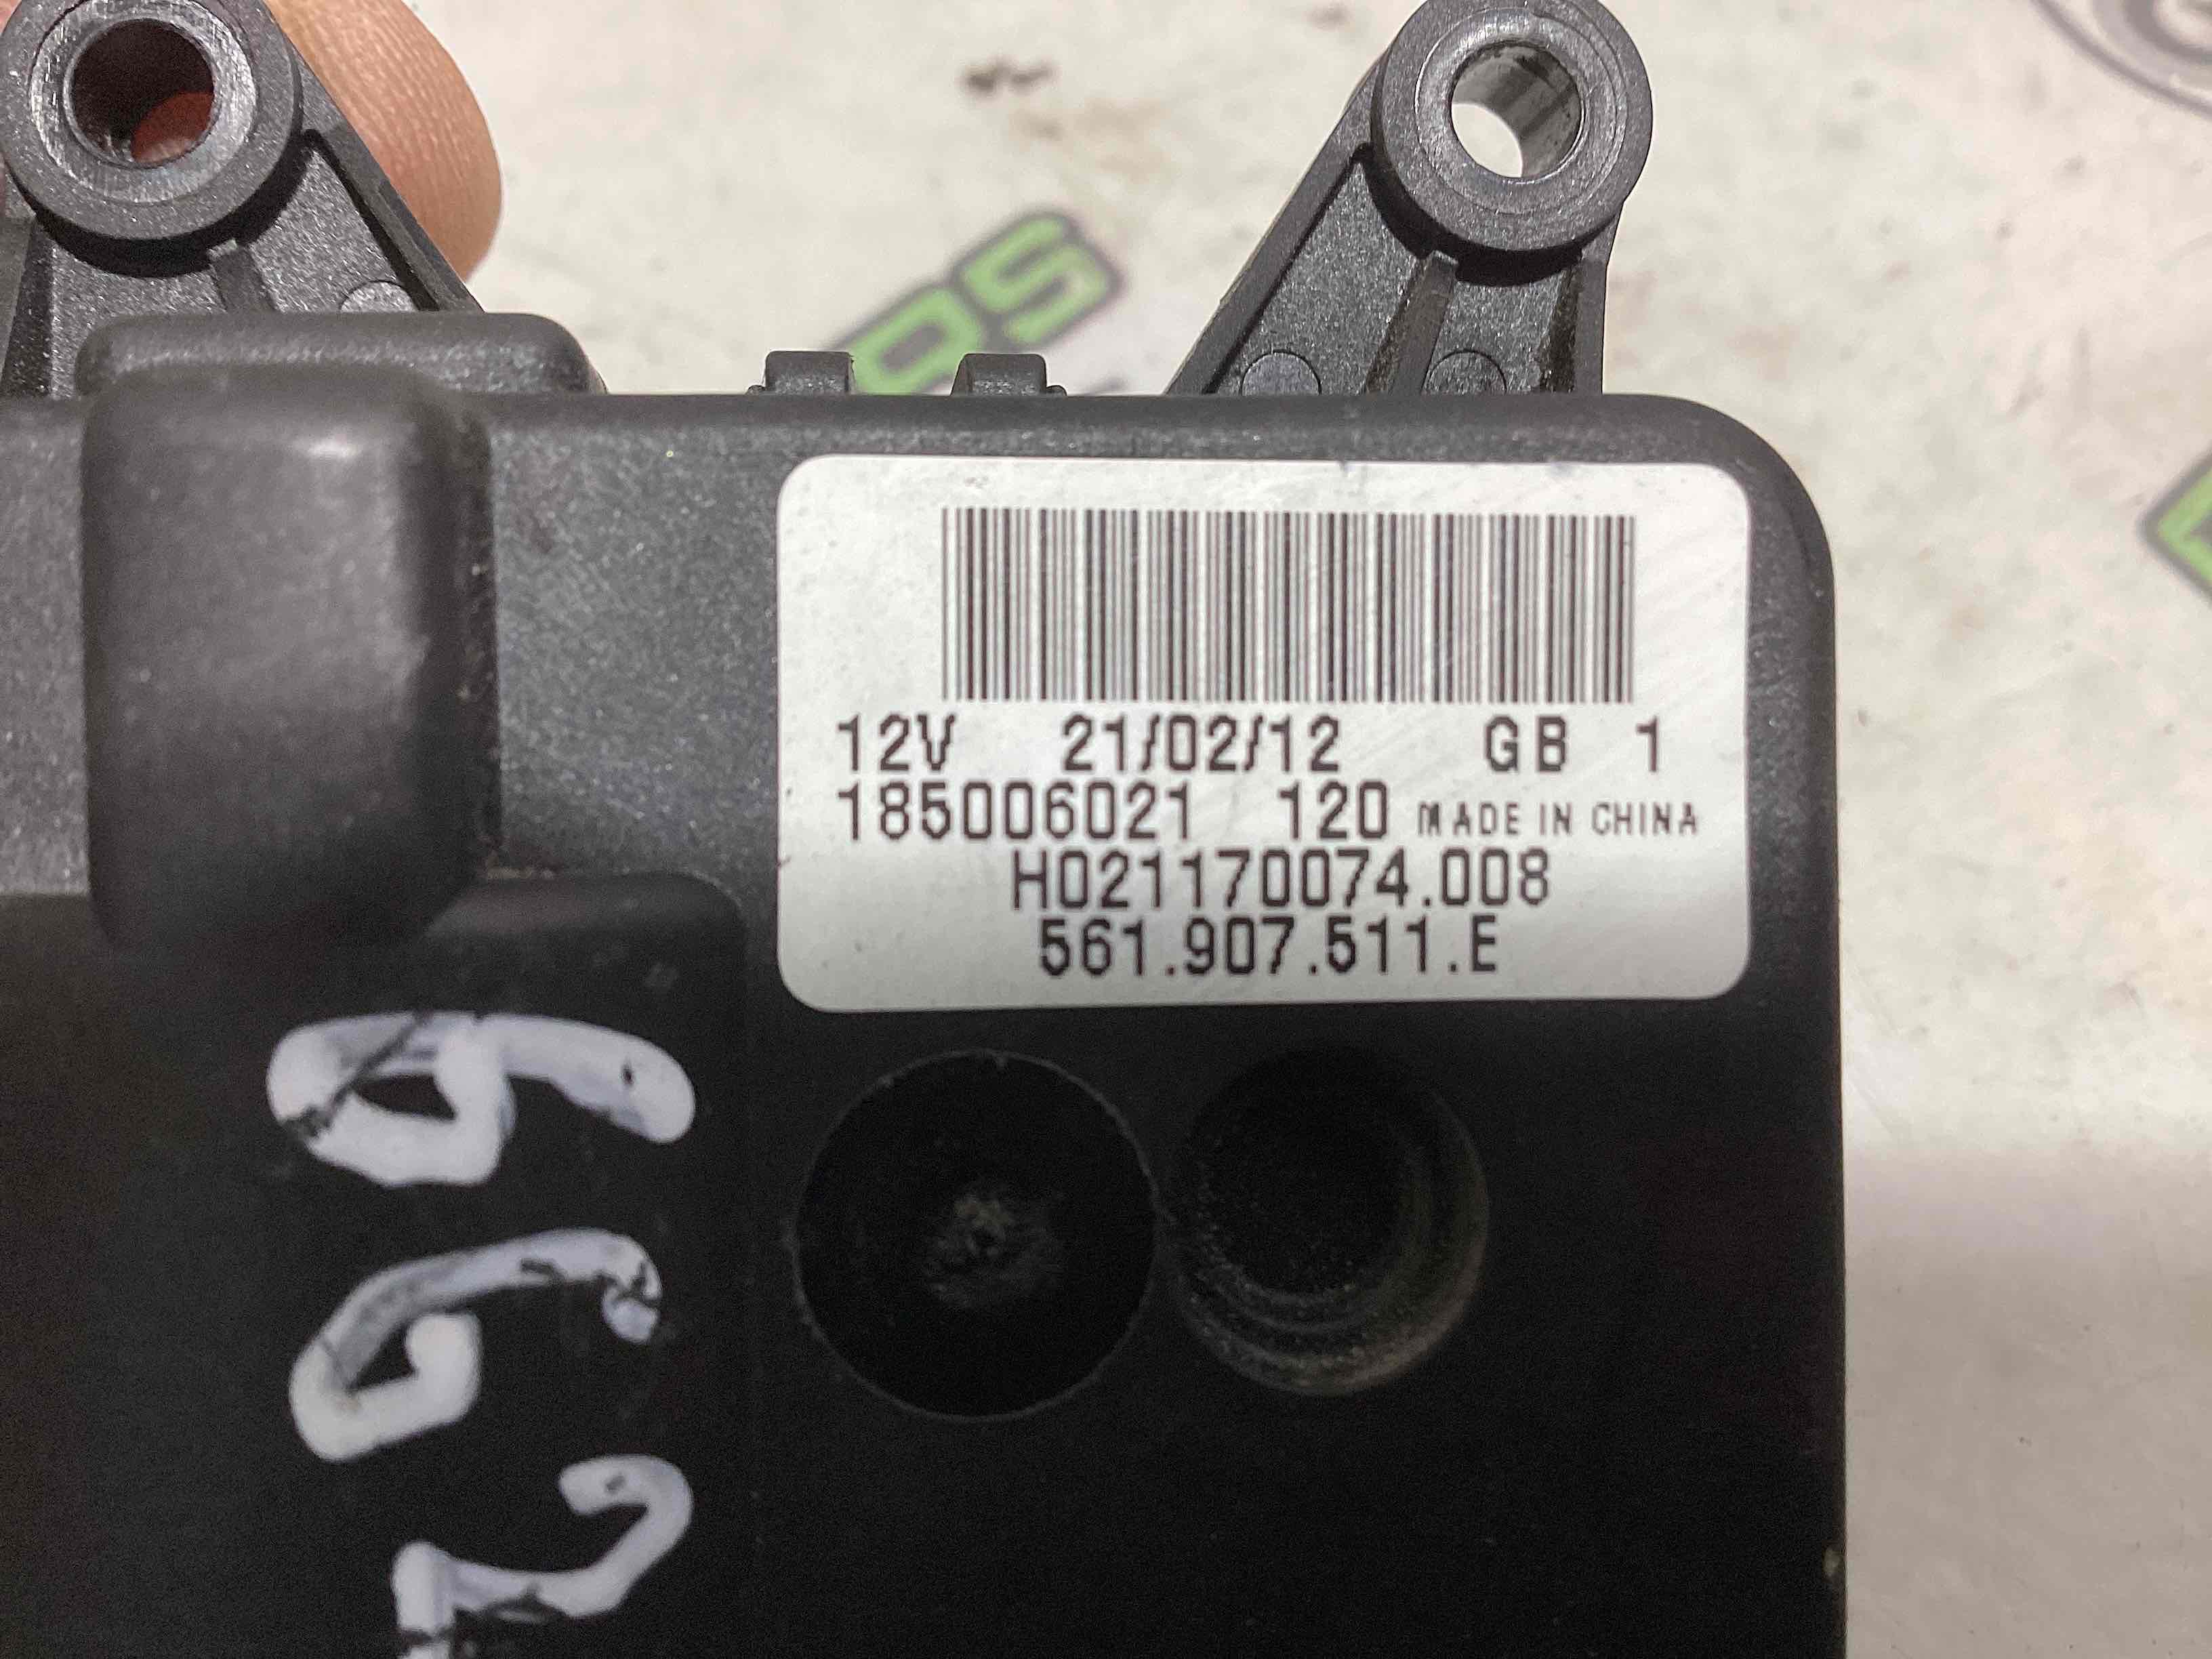 12V 21/02/12 GB 1
185006021 120 MADE IN CHINA
H021170074.008
561.907.511.E